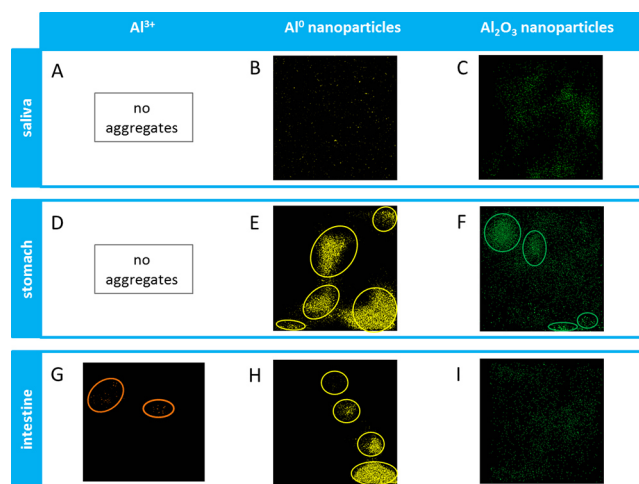 Al³⁺ Al⁰ nanoparticles Al₂O₃ nanoparticles
saliva
A B C
no
aggregates
stomach
D E F
no
aggregates
intestine
G H I